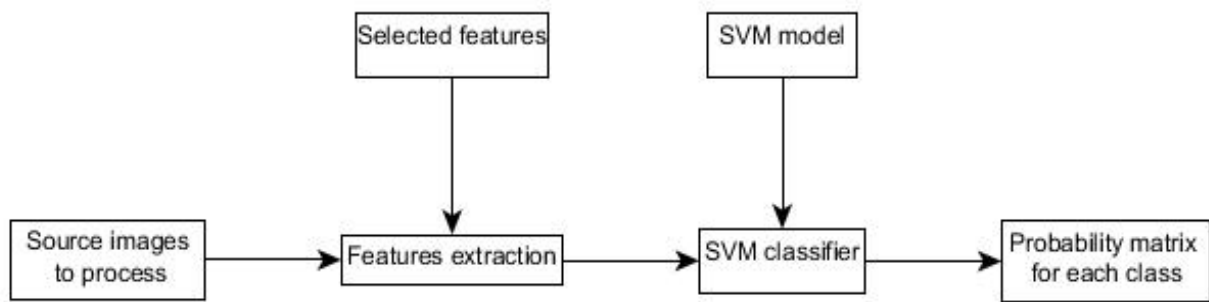 Selected features
SVM model
Source images
to process
Features extraction
SVM classifier
Probability matrix
for each class